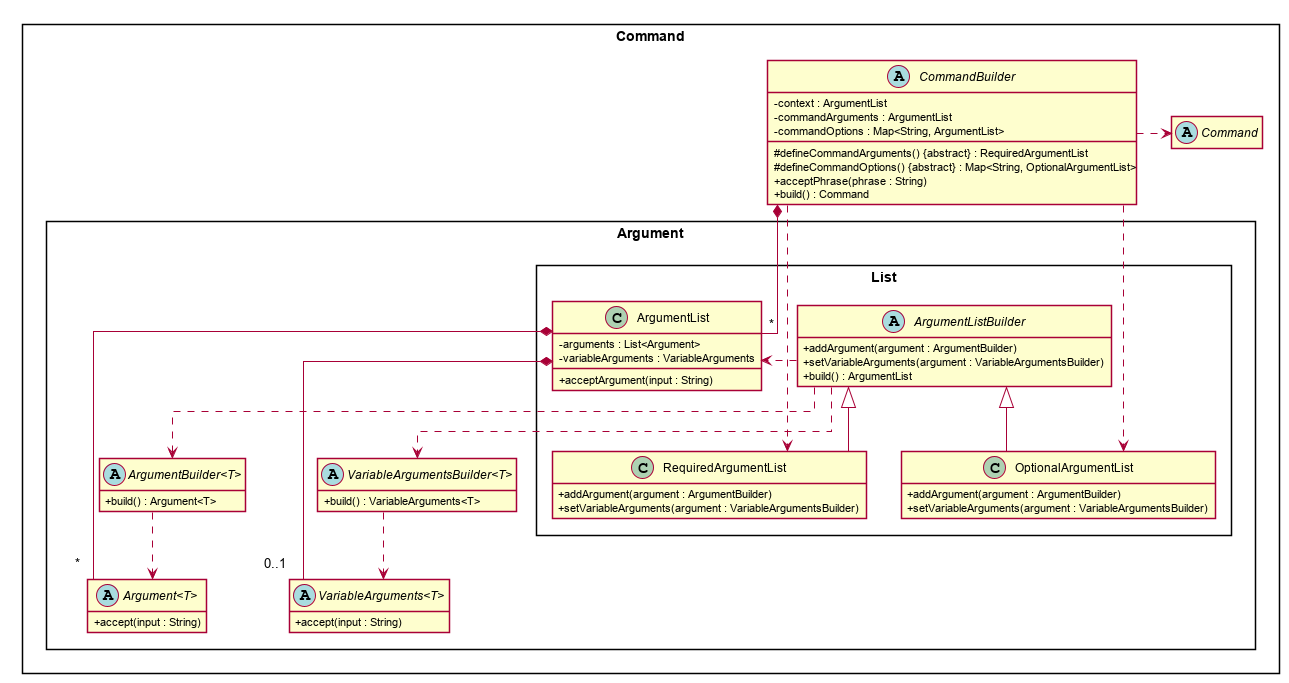 Command
A CommandBuilder
-context : ArgumentList
-commandArguments : ArgumentList
-commandOptions : Map<String, ArgumentList>
#defineCommandArguments() {abstract} : RequiredArgumentList
#defineCommandOptions() {abstract} : Map<String, OptionalArgumentList>
+acceptPhrase(phrase : String)
+build() : Command
A Command
Argument
List
C ArgumentList
-arguments : List<Argument>
-variableArguments : VariableArguments
+acceptArgument(input : String)
*
A ArgumentListBuilder
+addArgument(argument : ArgumentBuilder)
+setVariableArguments(argument : VariableArgumentsBuilder)
+build() : ArgumentList
A ArgumentBuilder<T>
+build() : Argument<T>
A VariableArgumentsBuilder<T>
+build() : VariableArguments<T>
C RequiredArgumentList
+addArgument(argument : ArgumentBuilder)
+setVariableArguments(argument : VariableArgumentsBuilder)
C OptionalArgumentList
+addArgument(argument : ArgumentBuilder)
+setVariableArguments(argument : VariableArgumentsBuilder)
*
0..1
A Argument<T>
+accept(input : String)
A VariableArguments<T>
+accept(input : String)